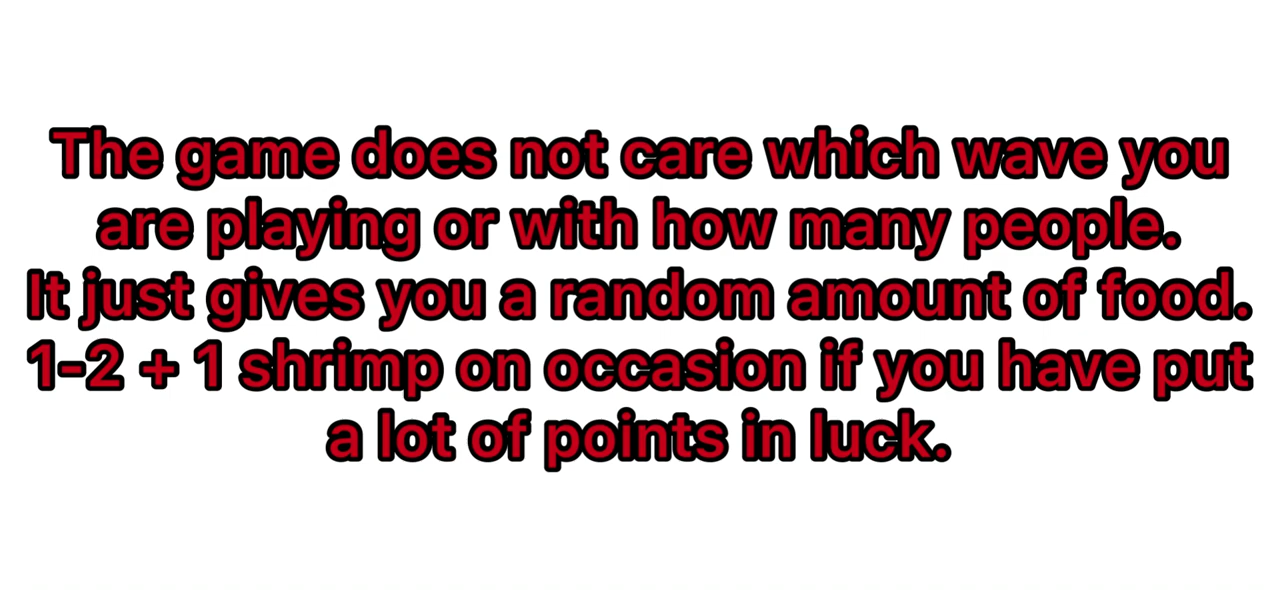 The game does not care which wave you
are playing or with how many people.
It just gives you a random amount of food.
1-2 + 1 shrimp on occasion if you have put
a lot of points in luck.